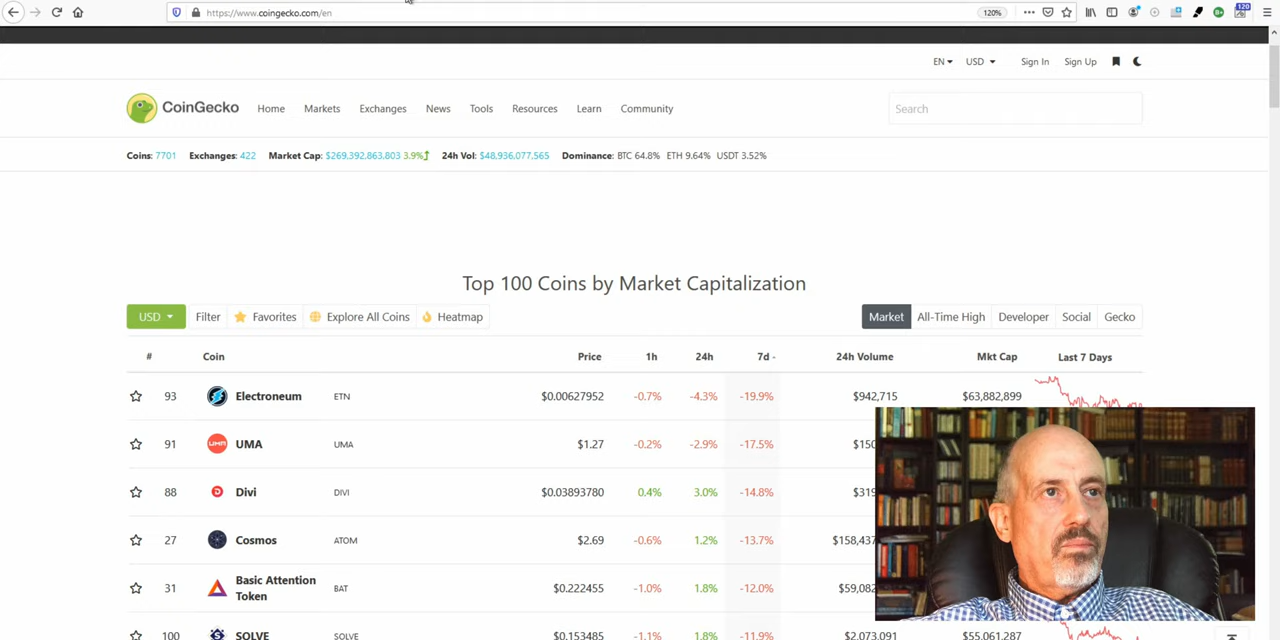 https://www.coingecko.com/en
120%
120
EN
USD
Sign In
Sign Up
CoinGecko
Home
Markets
Exchanges
News
Tools
Resources
Learn
Community
Search
Coins: 7701 Exchanges: 422 Market Cap: $269,392,863,803 3.9% 24h Vol: $48,936,077,565 Dominance: BTC 64.8% ETH 9.64% USDT 3.52%
Top 100 Coins by Market Capitalization
USD Filter Favorites Explore All Coins Heatmap Market All-Time High Developer Social Gecko
# Coin Price 1h 24h 7d 24h Volume Mkt Cap Last 7 Days
93 Electroneum ETN $0.00627952 -0.7% -4.3% -19.9% $942,715 $63,882,899
91 UMA UMA $1.27 -0.2% -2.9% -17.5% $150
88 Divi DIVI $0.03893780 0.4% 3.0% -14.8% $319
27 Cosmos ATOM $2.69 -0.6% 1.2% -13.7% $158,437
31 Basic Attention Token BAT $0.222455 -1.0% 1.8% -12.0% $59,082
100 SOLVE SOLVE $0.153485 -1.1% 1.8% -11.9% $2,073,091 $55,061,287